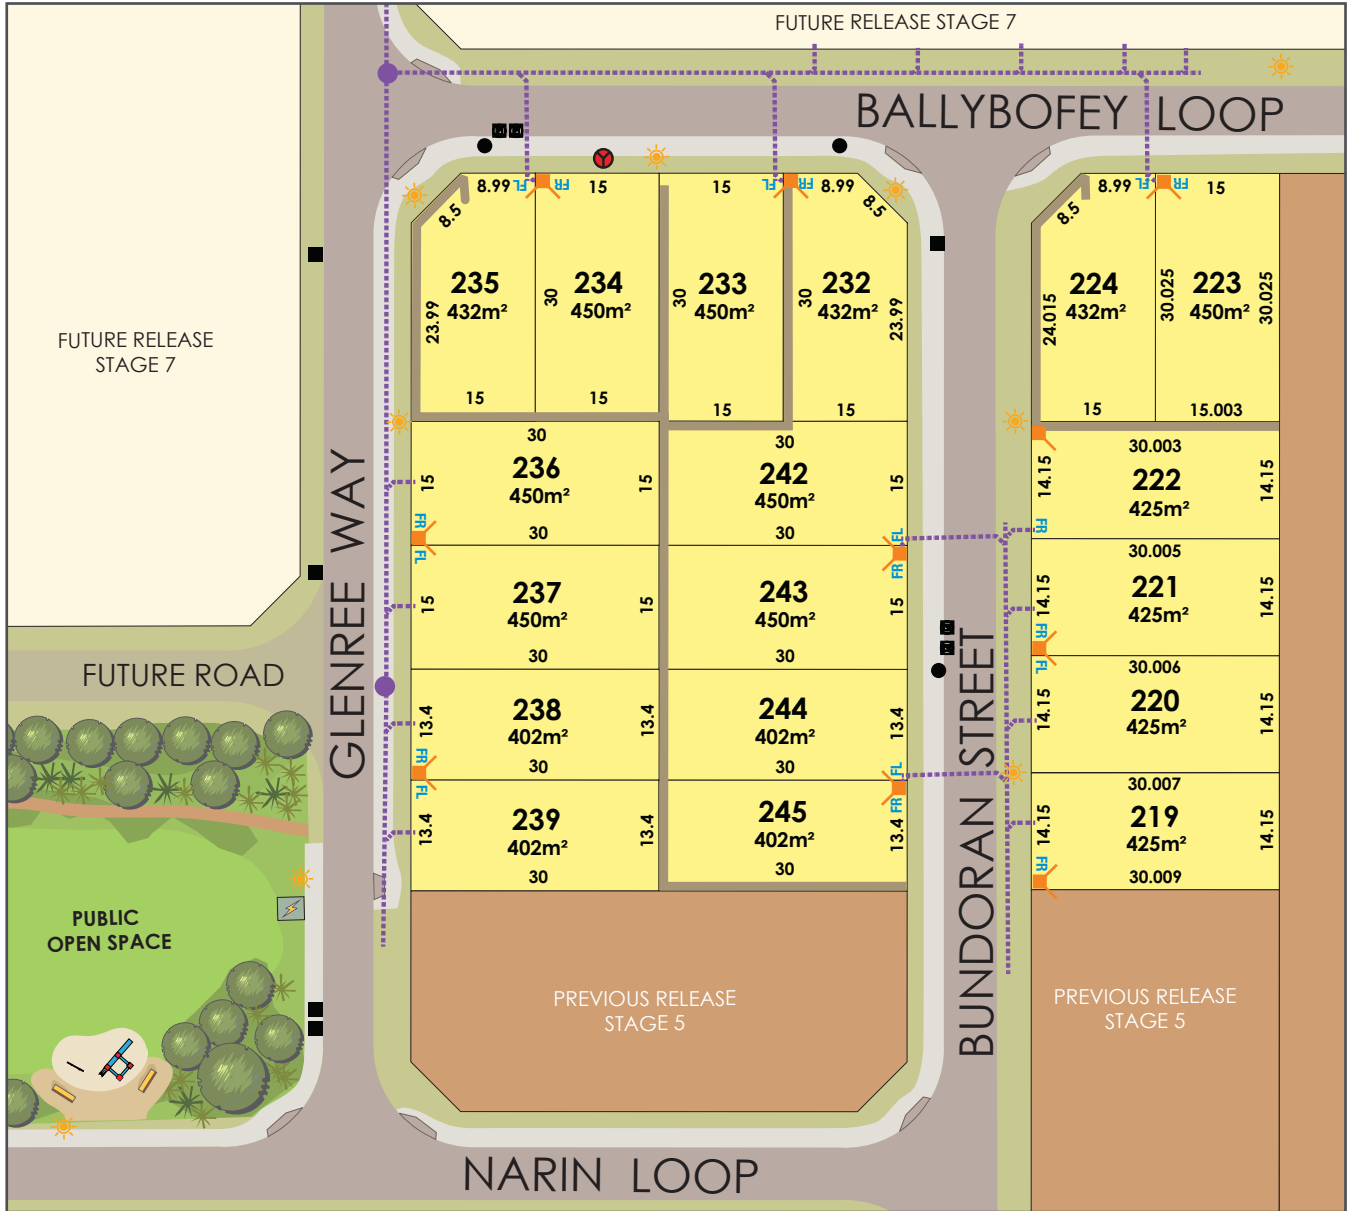 FUTURE RELEASE STAGE 7
BALLYBOFEY LOOP
8.99
FL
FR
15
15
FL
FR
8.99
8.5
8.5
8.99
FL
FR
15
8.5
235
432m²
23.99
15
234
450m²
30
15
233
450m²
30
15
232
432m²
30
23.99
15
224
432m²
24.015
15
223
450m²
30.025
30.025
15.003
FUTURE RELEASE
STAGE 7
GLENREE WAY
30
236
450m²
15
15
30
FR
FL
237
450m²
15
15
30
238
402m²
13.4
13.4
30
FR
FL
239
402m²
13.4
13.4
30
30
242
450m²
15
15
30
FL
FR
243
450m²
15
30
244
402m²
13.4
30
FL
FR
245
402m²
13.4
30
BUNDORAN STREET
30.003
222
425m²
14.15
14.15
FR
30.005
221
425m²
14.15
14.15
FR
FL
30.006
220
425m²
14.15
14.15
30.007
219
425m²
14.15
14.15
FR
30.009
FUTURE ROAD
PUBLIC
OPEN SPACE
PREVIOUS RELEASE
STAGE 5
PREVIOUS RELEASE
STAGE 5
NARIN LOOP